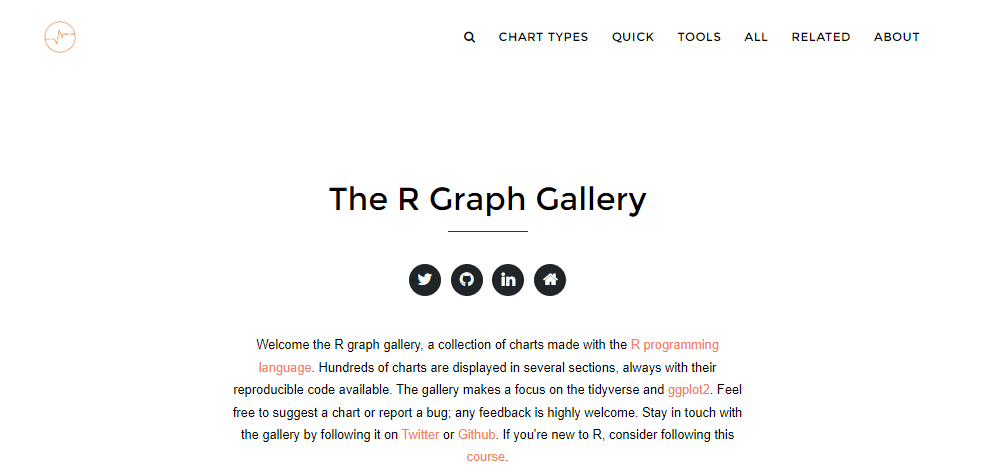 CHART TYPES QUICK TOOLS ALL RELATED ABOUT
The R Graph Gallery
Welcome the R graph gallery, a collection of charts made with the R programming
language. Hundreds of charts are displayed in several sections, always with their
reproducible code available. The gallery makes a focus on the tidyverse and ggplot2. Feel
free to suggest a chart or report a bug; any feedback is highly welcome. Stay in touch with
the gallery by following it on Twitter or Github. If you're new to R, consider following this
course.